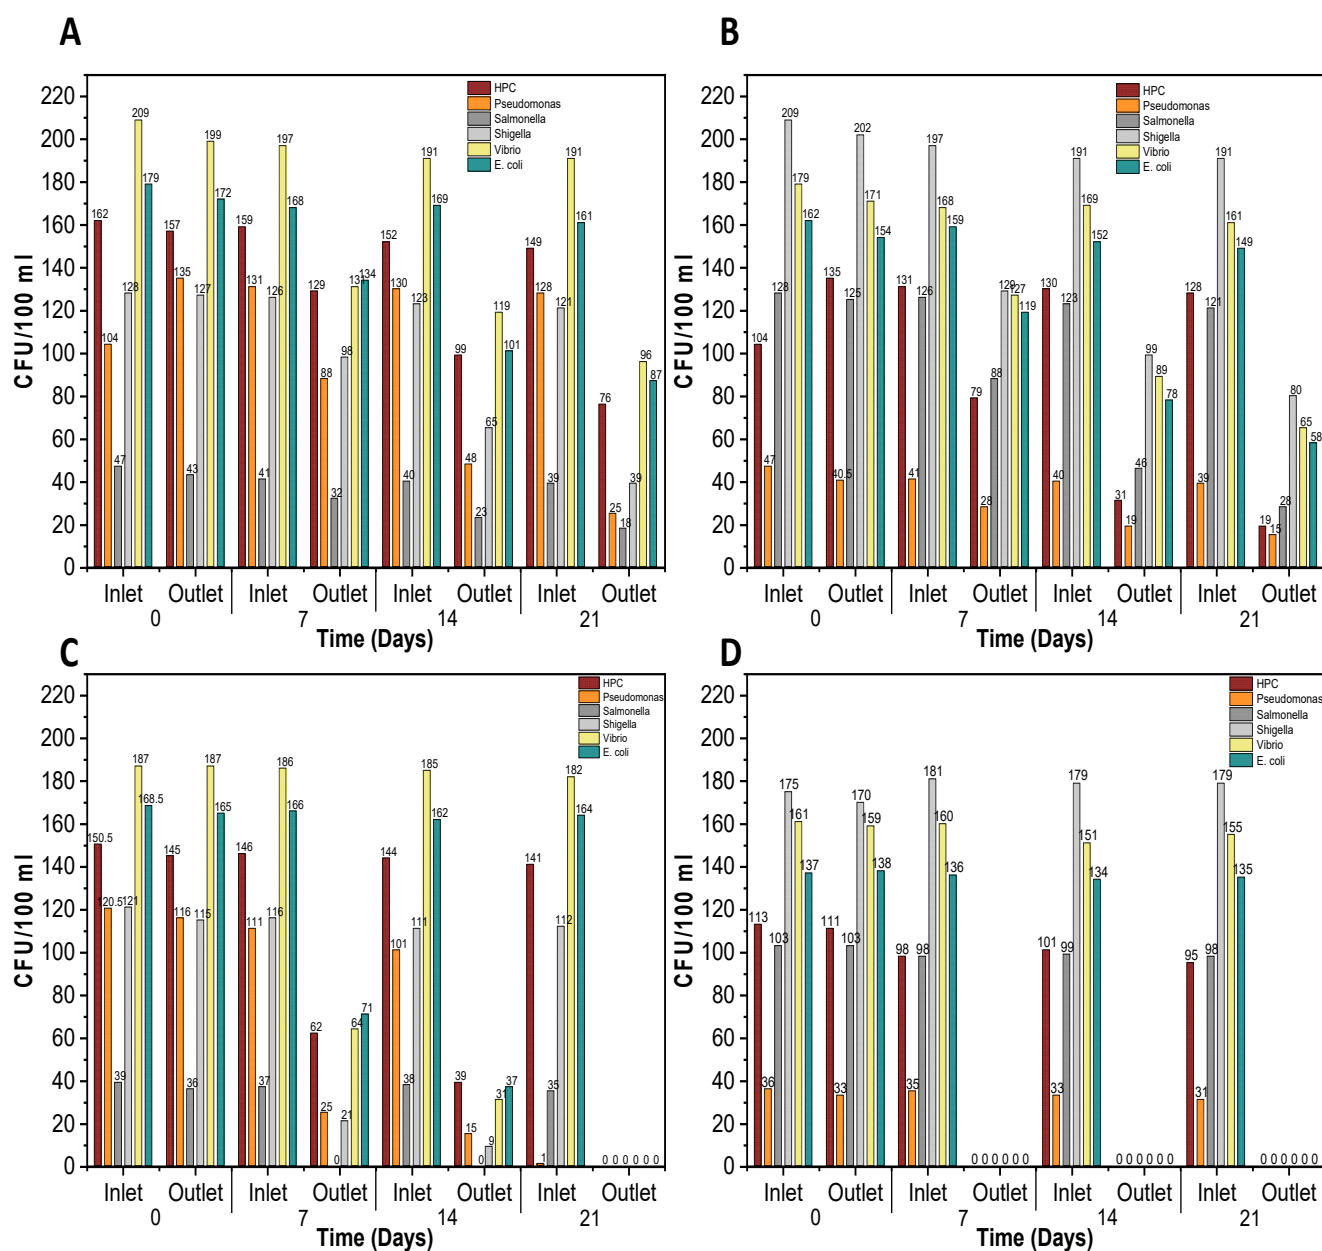 A
HPC
Pseudomonas
Salmonella
Shigella
Vibrio
E. coli
CFU/100 ml
220
200
180
160
140
120
100
80
60
40
20
0
162 104 47 128 209 179
157 135 43 127 199 172
159 131 41 126 197 168
129 88 32 98 131 134
152 130 40 123 191 169
99 48 23 65 119 101
149 128 39 121 191 161
76 25 18 39 96 87
Inlet Outlet Inlet Outlet Inlet Outlet Inlet Outlet
0 7 14 21
Time (Days)
B
HPC
Pseudomonas
Salmonella
Shigella
Vibrio
E. coli
CFU/100 ml
220
200
180
160
140
120
100
80
60
40
20
0
104 47 128 209 179 162
135 40.5 125 202 171 154
131 41 126 197 168 159
79 28 88 129 127 119
130 40 123 191 169 152
31 19 46 99 89 78
128 39 121 191 161 149
19 15 28 80 65 58
Inlet Outlet Inlet Outlet Inlet Outlet Inlet Outlet
0 7 14 21
Time (Days)
C
HPC
Pseudomonas
Salmonella
Shigella
Vibrio
E. coli
CFU/100 ml
220
200
180
160
140
120
100
80
60
40
20
0
150.5 120.5 39 121 187 168.5
145 116 36 115 187 165
146 111 37 116 186 166
62 25 0 21 64 71
144 101 38 111 185 162
39 15 0 9 31 37
141 1 35 112 182 164
0 0 0 0 0 0
Inlet Outlet Inlet Outlet Inlet Outlet Inlet Outlet
0 7 14 21
Time (Days)
D
HPC
Pseudomonas
Salmonella
Shigella
Vibrio
E. coli
CFU/100 ml
220
200
180
160
140
120
100
80
60
40
20
0
113 36 103 175 161 137
111 33 103 170 159 138
98 35 98 181 160 136
0 0 0 0 0 0
101 33 99 179 151 134
0 0 0 0 0 0
95 31 98 179 155 135
0 0 0 0 0 0
Inlet Outlet Inlet Outlet Inlet Outlet Inlet Outlet
0 7 14 21
Time (Days)